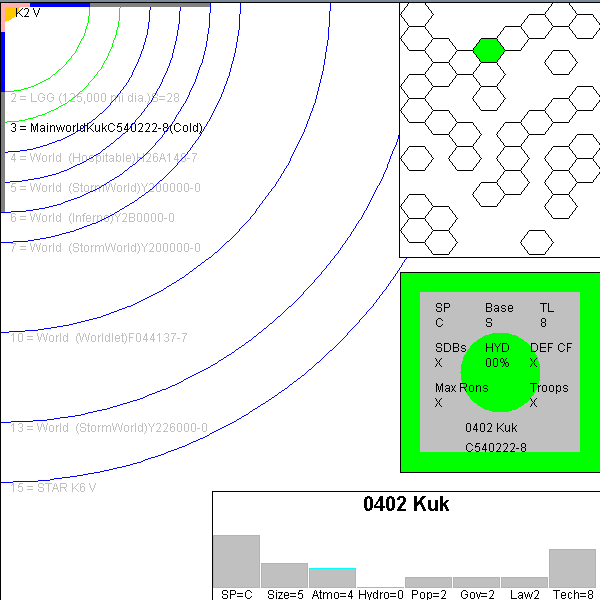 K2 V
2 = LGG (125,000 mi dia.)S=28
3 = MainworldKukC540222-8(Cold)
4 = World (Hospitable)H26A148-7
5 = World (StormWorld)Y200000-0
6 = World (Inferno)Y2B0000-0
7 = World (StormWorld)Y200000-0
10 = World (Worldlet)F044137-7
13 = World (StormWorld)Y226000-0
15 = STAR K6 V
SP Base TL
C S 8
SDBs HYD DEF CF
X 00% X
Max Rons Troops
X X
0402 Kuk
C540222-8
0402 Kuk
SP=C Size=5 Atmo=4 Hydro=0 Pop=2 Gov=2 Law2 Tech=8